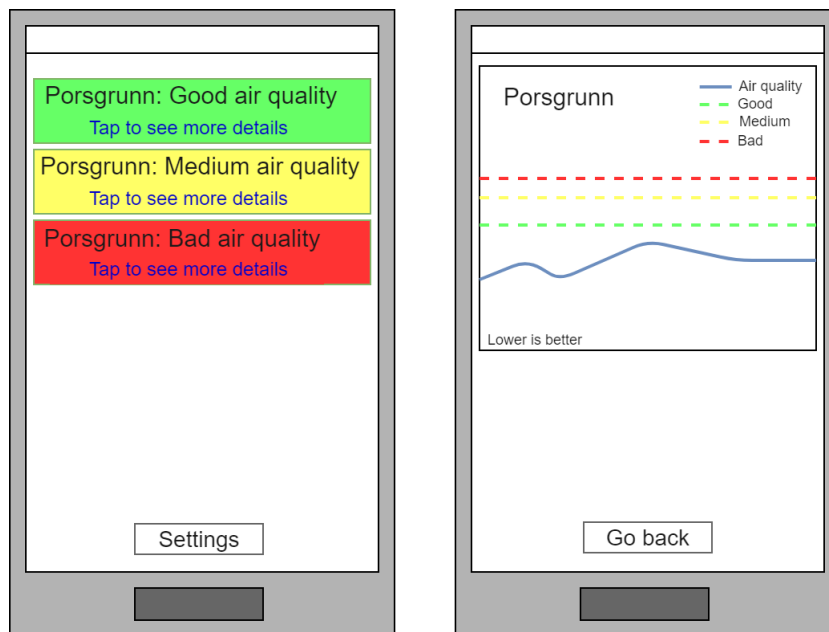 Porsgrunn: Good air quality
Tap to see more details
Porsgrunn: Medium air quality
Tap to see more details
Porsgrunn: Bad air quality
Tap to see more details
Settings
Porsgrunn
Air quality
Good
Medium
Bad
Lower is better
Go back